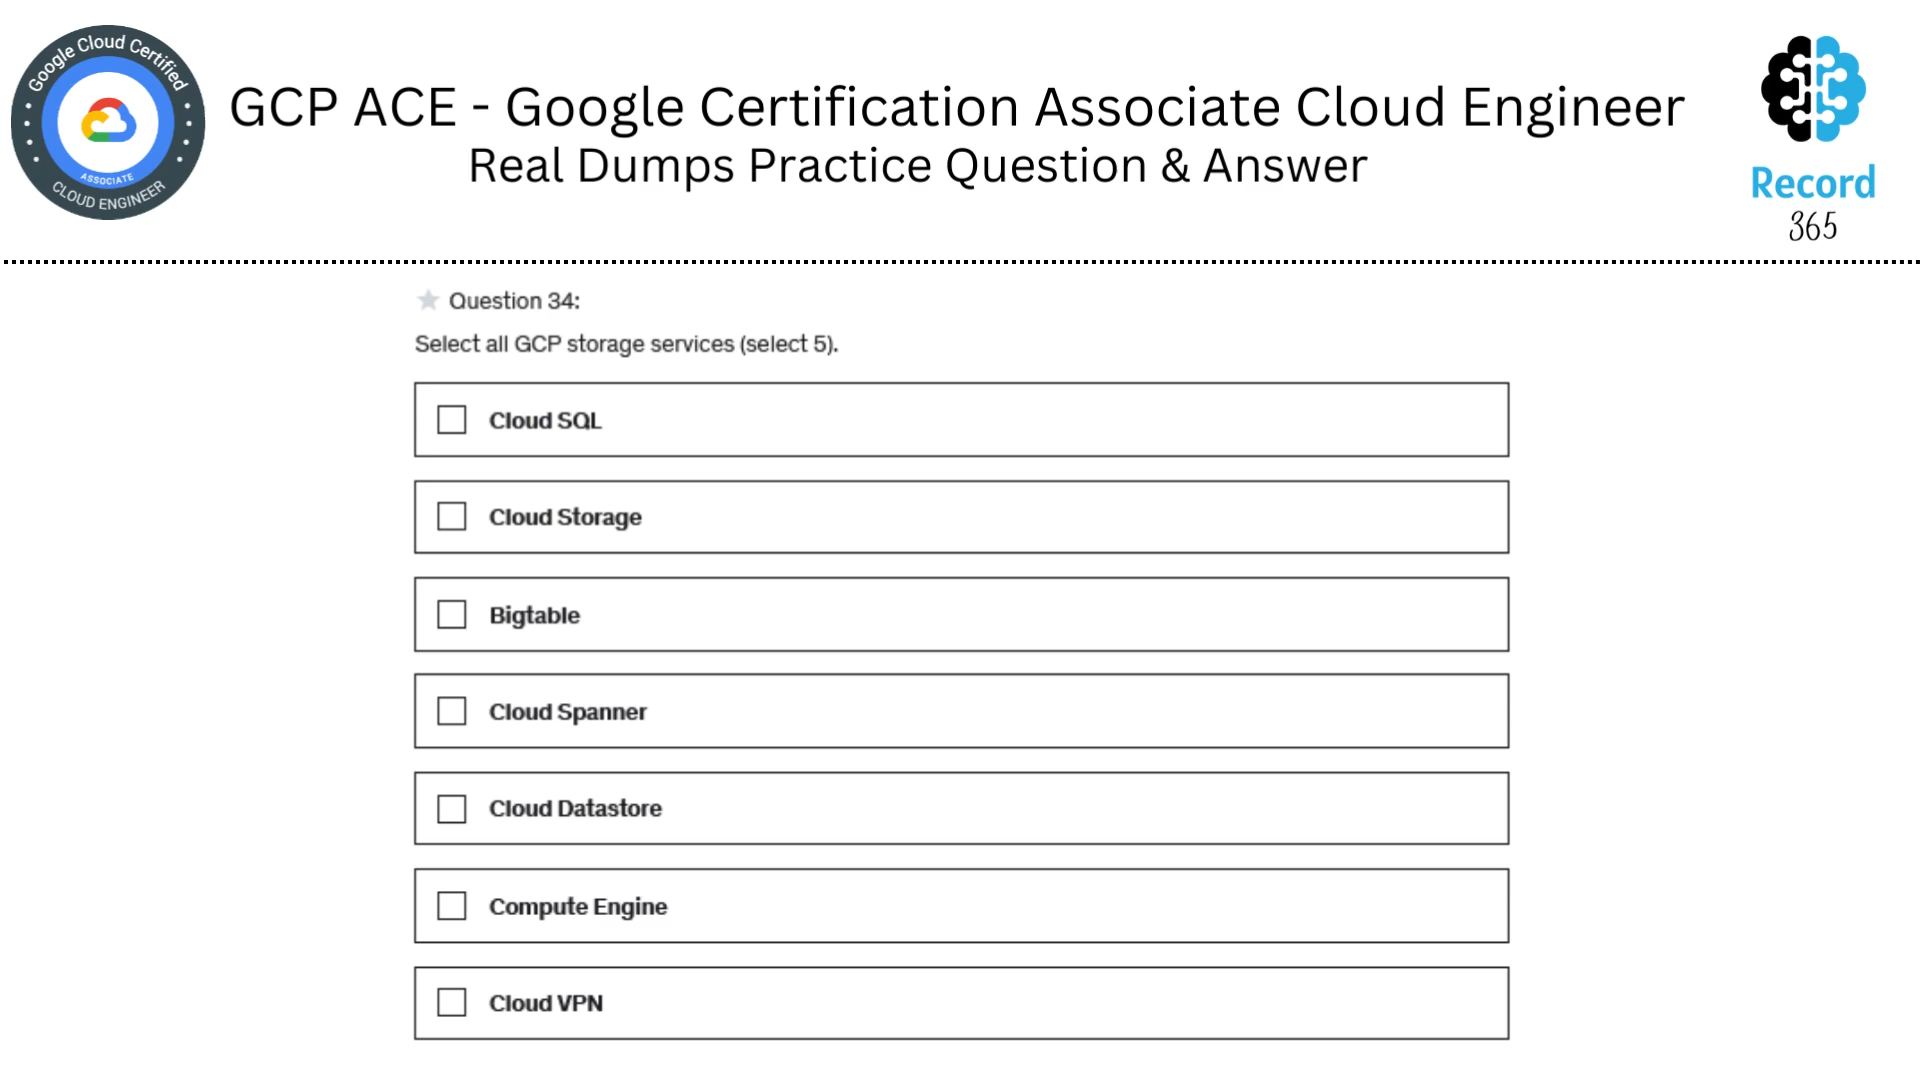 Google Cloud Certified
ASSOCIATE
CLOUD ENGINEER
GCP ACE - Google Certification Associate Cloud Engineer
Real Dumps Practice Question & Answer
Record
365
Question 34:
Select all GCP storage services (select 5).
Cloud SQL
Cloud Storage
Bigtable
Cloud Spanner
Cloud Datastore
Compute Engine
Cloud VPN